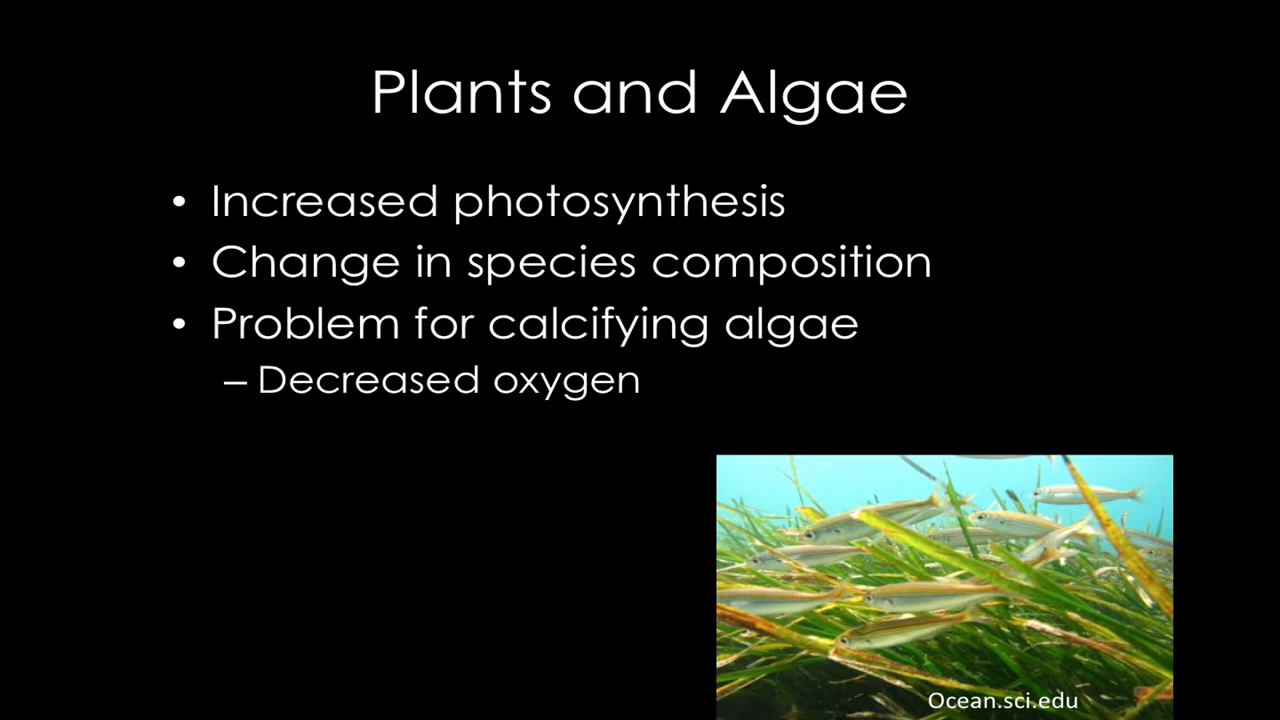 Plants and Algae
• Increased photosynthesis
• Change in species composition
• Problem for calcifying algae
– Decreased oxygen
Ocean.sci.edu